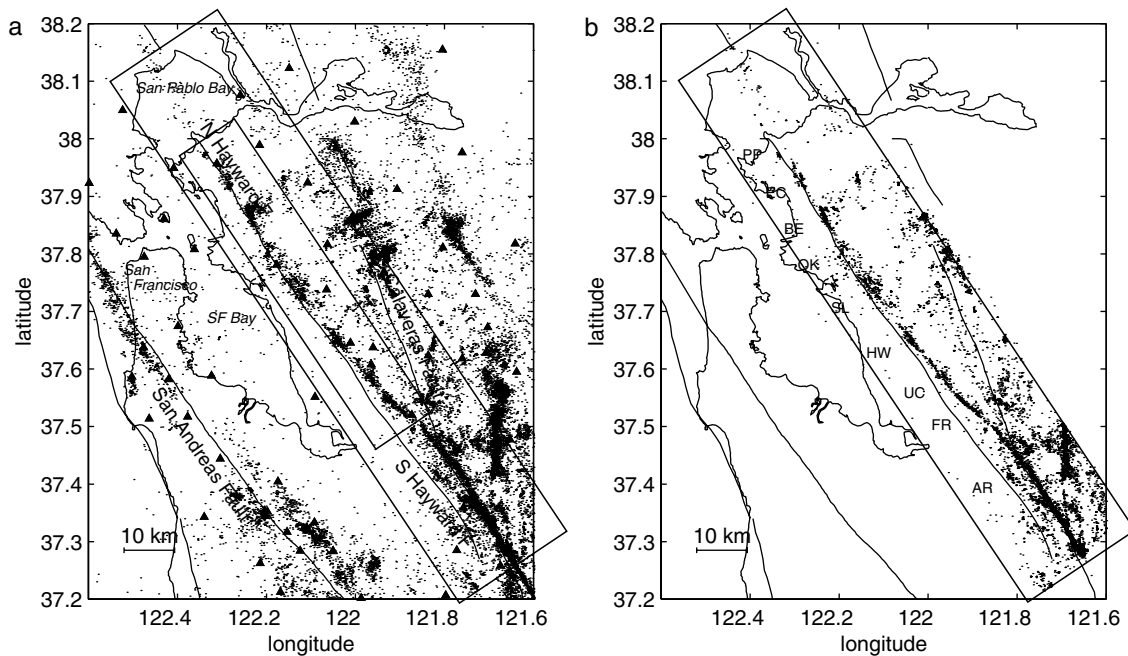 a
38.2
38.1
38
37.9
37.8
37.7
37.6
37.5
37.4
37.3
37.2
latitude
122.4
122.2
122
121.8
121.6
longitude
San Pablo Bay
N Hayward F
San
Francisco
SF Bay
Calaveras Fault
San Andreas Fault
S Hayward F
10 km
b
38.2
38.1
38
37.9
37.8
37.7
37.6
37.5
37.4
37.3
37.2
latitude
122.4
122.2
122
121.8
121.6
longitude
PP
EC
BE
OK
SL
HW
UC
FR
AR
10 km